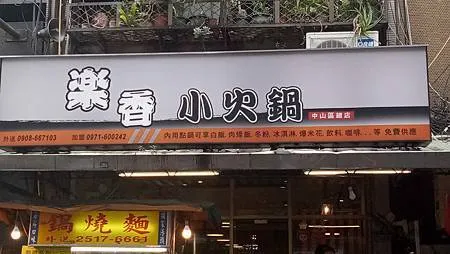 樂香小火鍋
中山區總店
外送 0908-667103 加盟 0971-600242 內用點鍋可享白飯.肉燥飯.冬粉.冰淇淋.爆米花.飲料.咖啡...等 免費供應
鍋燒麵
外送 2517-6661